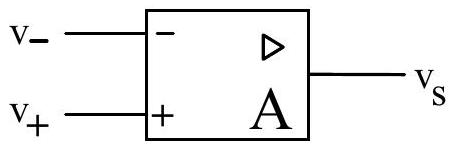 v₋
− ▷
v₊
+ A
vₛ